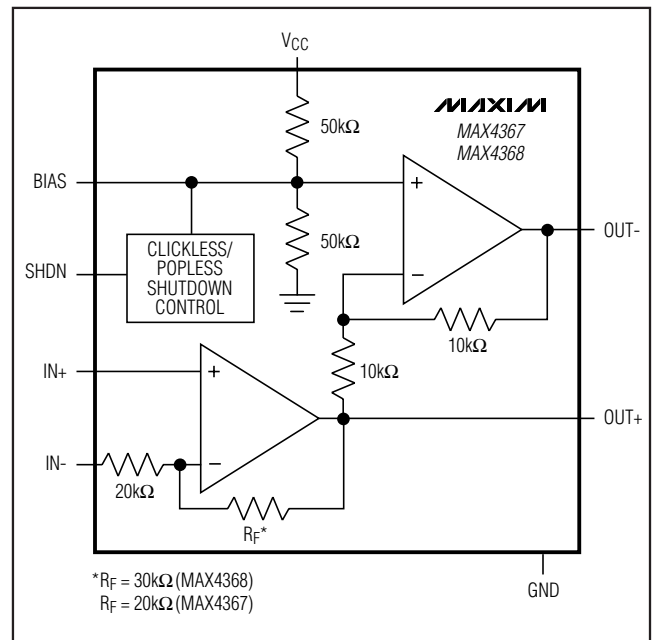 VCC
MAXIM
MAX4367
MAX4368
50kΩ
BIAS
+
50kΩ
OUT-
CLICKLESS/
POPLESS
SHUTDOWN
CONTROL
SHDN
−
10kΩ
10kΩ
IN+
+
OUT+
IN-
−
20kΩ
RF*
*RF = 30kΩ (MAX4368)
RF = 20kΩ (MAX4367)
GND